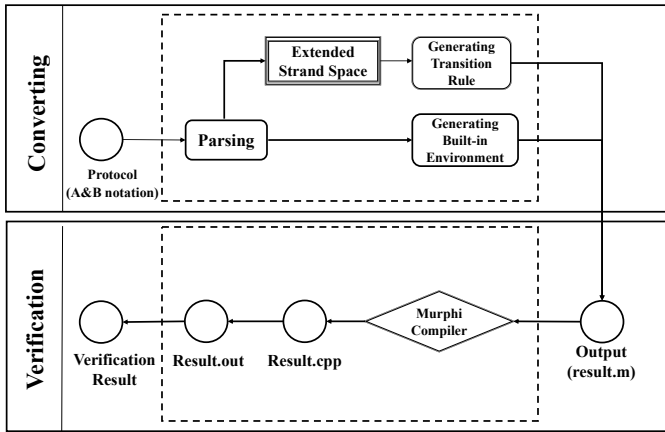 Converting
Extended
Strand Space
Generating
Transition
Rule
Parsing
Generating
Built-in
Environment
Protocol
(A&B notation)
Verification
Murphi
Compiler
Verification
Result
Result.out
Result.cpp
Output
(result.m)